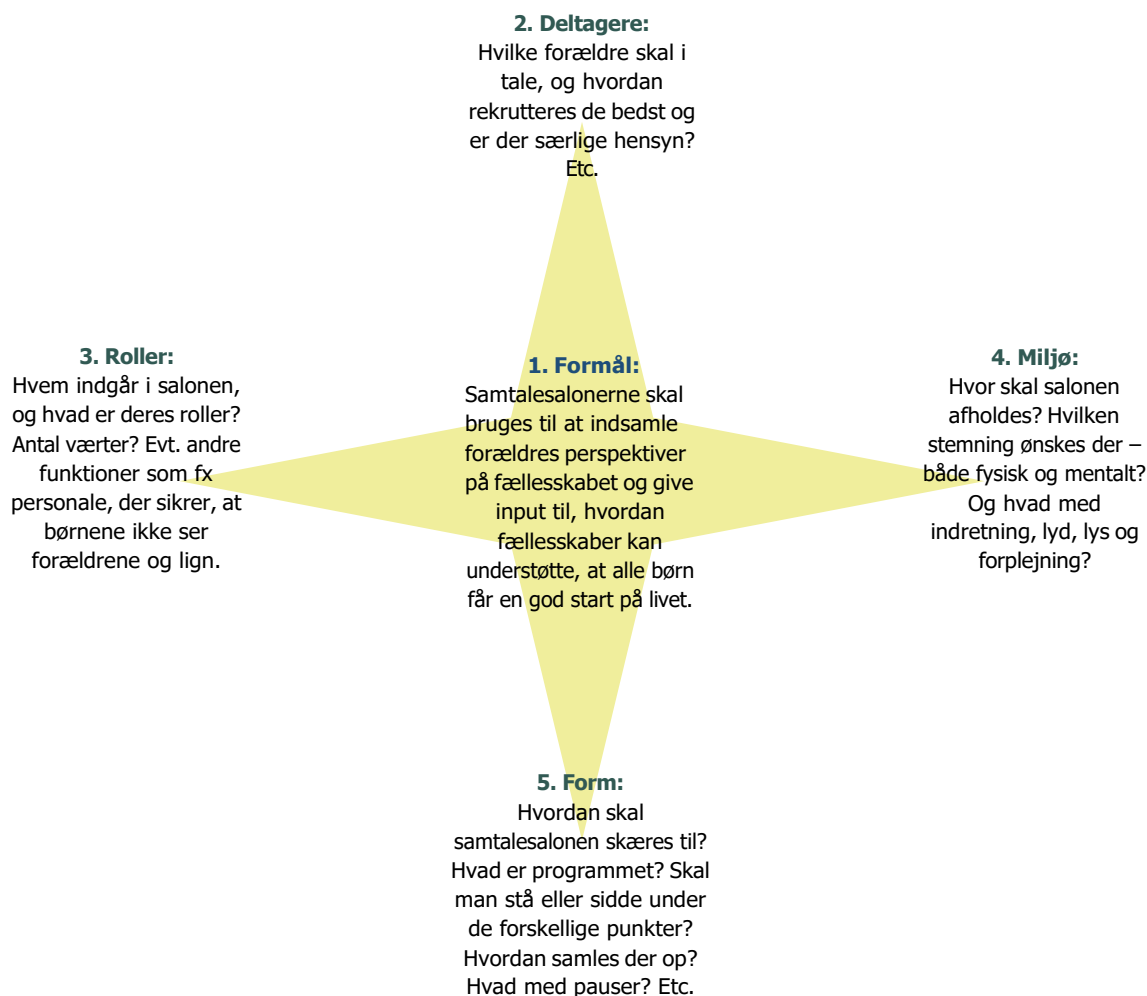 2. Deltagere:
Hvilke forældre skal i
tale, og hvordan
rekrutteres de bedst og
er der særlige hensyn?
Etc.
3. Roller:
Hvem indgår i salonen,
og hvad er deres roller?
Antal værter? Evt. andre
funktioner som fx
personale, der sikrer, at
børnene ikke ser
forældrene og lign.
1. Formål:
Samtalesalonerne skal
bruges til at indsamle
forældres perspektiver
på fællesskabet og give
input til, hvordan
fællesskaber kan
understøtte, at alle børn
får en god start på livet.
4. Miljø:
Hvor skal salonen
afholdes? Hvilken
stemning ønskes der –
både fysisk og mentalt?
Og hvad med
indretning, lyd, lys og
forplejning?
5. Form:
Hvordan skal
samtalesalonen skæres til?
Hvad er programmet? Skal
man stå eller sidde under
de forskellige punkter?
Hvordan samles der op?
Hvad med pauser? Etc.